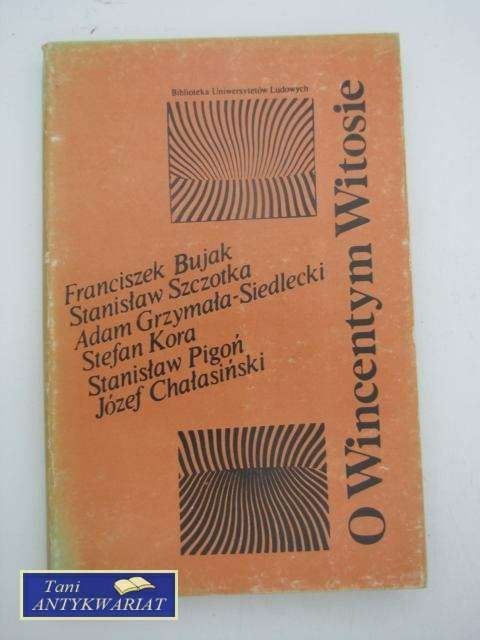 Biblioteka Uniwersytetów Ludowych
Franciszek Bujak
Stanisław Szczotka
Adam Grzymała-Siedlecki
Stefan Kora
Stanisław Pigoń
Józef Chałasiński
O Wincentym Witosie
Tani
ANTYKWARIAT